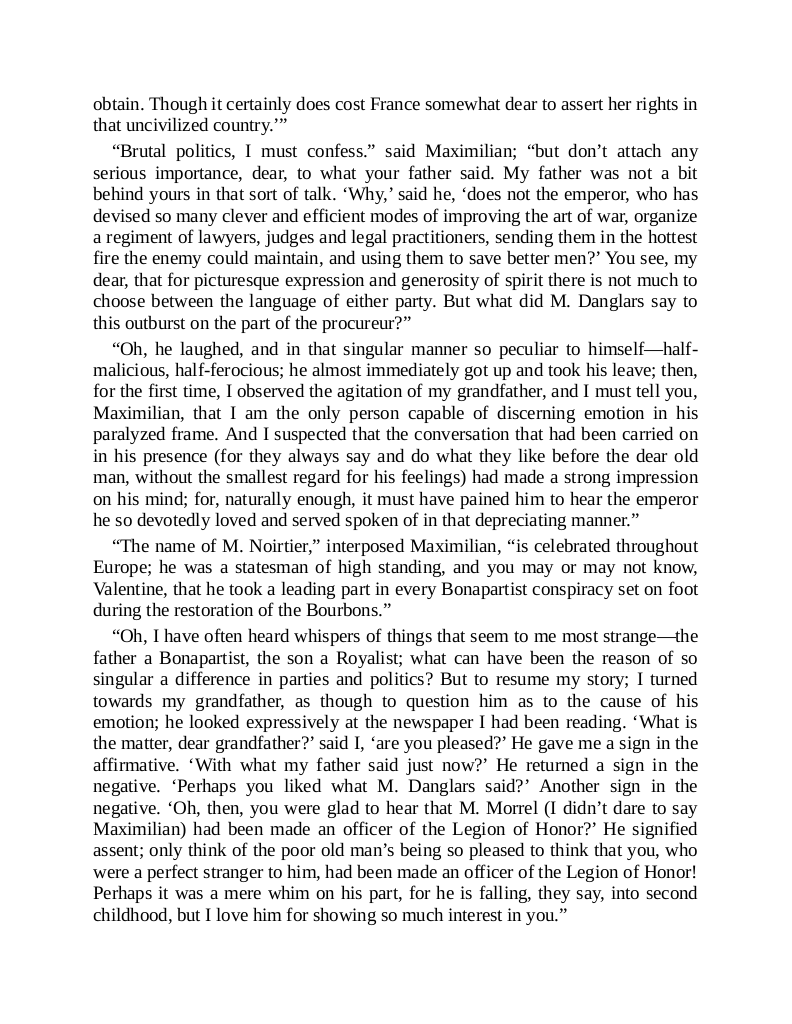 obtain. Though it certainly does cost France somewhat dear to assert her rights in
that uncivilized country.’”
“Brutal politics, I must confess.” said Maximilian; “but don’t attach any
serious importance, dear, to what your father said. My father was not a bit
behind yours in that sort of talk. ‘Why,’ said he, ‘does not the emperor, who has
devised so many clever and efficient modes of improving the art of war, organize
a regiment of lawyers, judges and legal practitioners, sending them in the hottest
fire the enemy could maintain, and using them to save better men?’ You see, my
dear, that for picturesque expression and generosity of spirit there is not much to
choose between the language of either party. But what did M. Danglars say to
this outburst on the part of the procureur?”
“Oh, he laughed, and in that singular manner so peculiar to himself—half-
malicious, half-ferocious; he almost immediately got up and took his leave; then,
for the first time, I observed the agitation of my grandfather, and I must tell you,
Maximilian, that I am the only person capable of discerning emotion in his
paralyzed frame. And I suspected that the conversation that had been carried on
in his presence (for they always say and do what they like before the dear old
man, without the smallest regard for his feelings) had made a strong impression
on his mind; for, naturally enough, it must have pained him to hear the emperor
he so devotedly loved and served spoken of in that depreciating manner.”
“The name of M. Noirtier,” interposed Maximilian, “is celebrated throughout
Europe; he was a statesman of high standing, and you may or may not know,
Valentine, that he took a leading part in every Bonapartist conspiracy set on foot
during the restoration of the Bourbons.”
“Oh, I have often heard whispers of things that seem to me most strange—the
father a Bonapartist, the son a Royalist; what can have been the reason of so
singular a difference in parties and politics? But to resume my story; I turned
towards my grandfather, as though to question him as to the cause of his
emotion; he looked expressively at the newspaper I had been reading. ‘What is
the matter, dear grandfather?’ said I, ‘are you pleased?’ He gave me a sign in the
affirmative. ‘With what my father said just now?’ He returned a sign in the
negative. ‘Perhaps you liked what M. Danglars said?’ Another sign in the
negative. ‘Oh, then, you were glad to hear that M. Morrel (I didn’t dare to say
Maximilian) had been made an officer of the Legion of Honor?’ He signified
assent; only think of the poor old man’s being so pleased to think that you, who
were a perfect stranger to him, had been made an officer of the Legion of Honor!
Perhaps it was a mere whim on his part, for he is falling, they say, into second
childhood, but I love him for showing so much interest in you.”